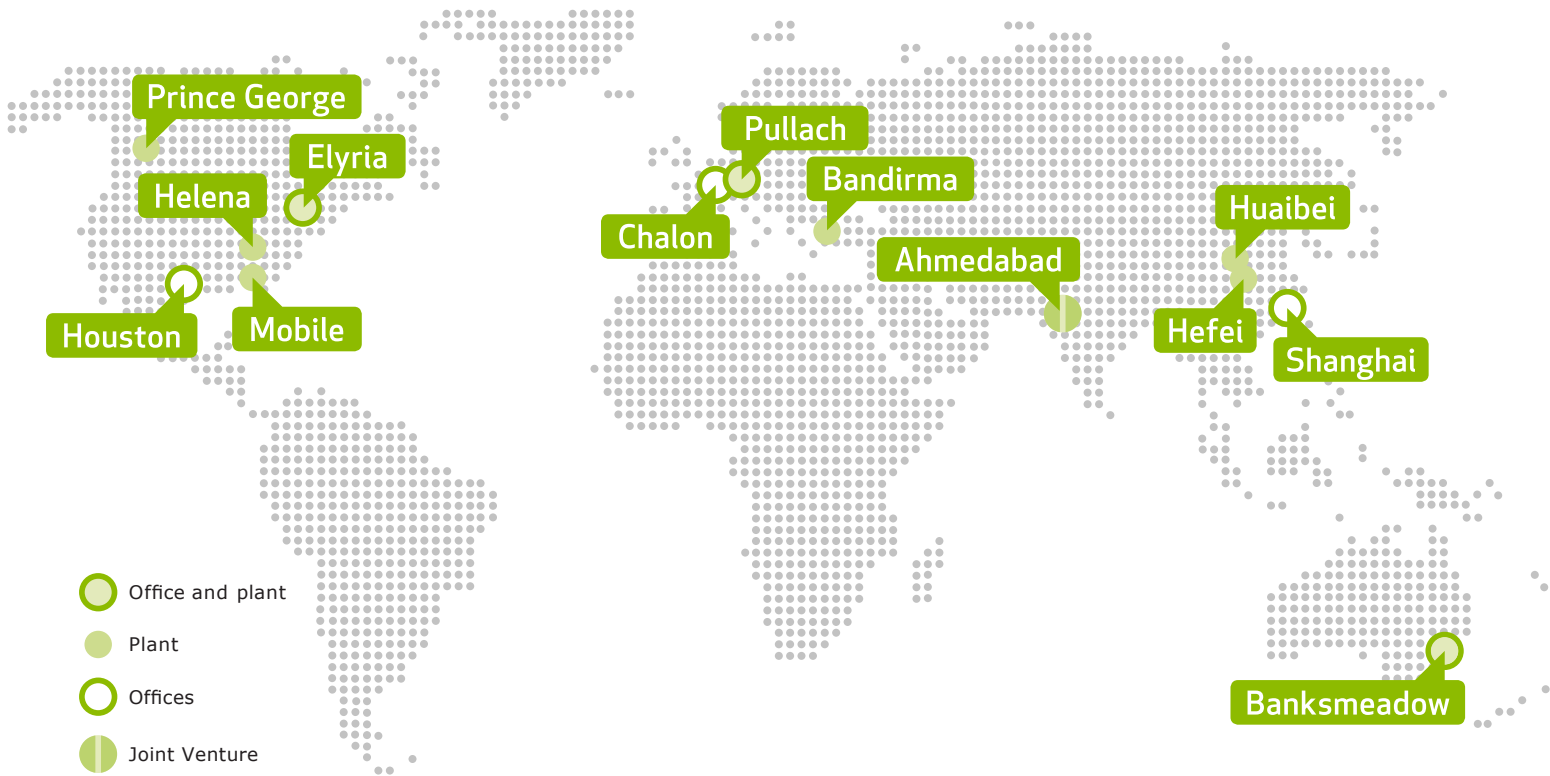 Prince George
Pullach
Elyria
Bandirma
Helena
Huaibei
Chalon
Ahmedabad
Houston
Mobile
Hefei
Shanghai
Office and plant
Plant
Offices
Banksmeadow
Joint Venture